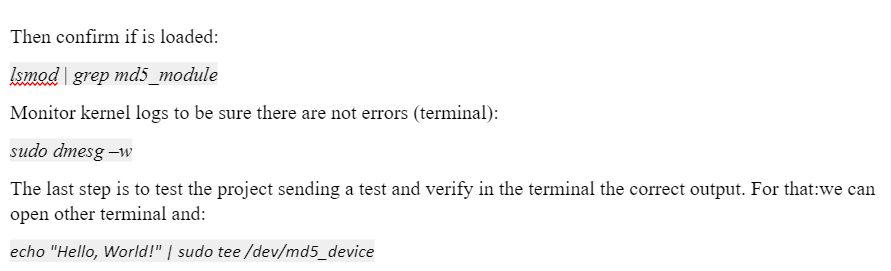 Then confirm if is loaded:
lsmod | grep md5_module
Monitor kernel logs to be sure there are not errors (terminal):
sudo dmesg –w
The last step is to test the project sending a test and verify in the terminal the correct output. For that:we can
open other terminal and:
echo "Hello, World!" | sudo tee /dev/md5_device